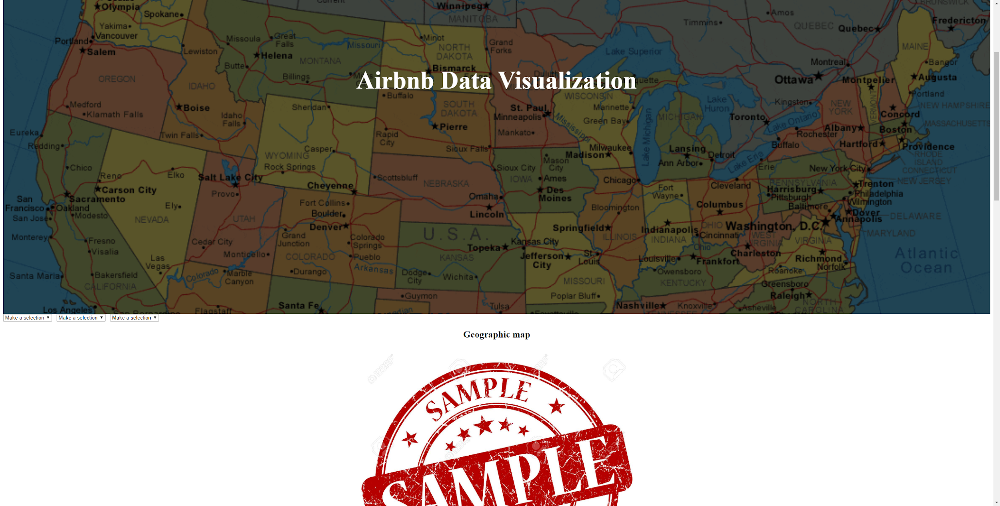 Olympia
Spokane
Yakima
Vancouver
Portland
Salem
Lewiston
Missoula
Great Falls
Missouri
Helena
Butte
MONTANA
Billings
OREGON
IDAHO
Medford
Klamath Falls
Boise
Idaho Falls
Twin Falls
Winnipeg
MANITOBA
Minot
NORTH DAKOTA
Grand Forks
Bismarck
Airbnb Data Visualization
Buffalo
Sheridan
SOUTH DAKOTA
Pierre
Rapid City
Sioux Falls
Casper
WYOMING
Rock Springs
Cheyenne
Lake Superior
Duluth
WISCONSIN
Marinette
St. Paul
Minneapolis
Green Bay
Mankato
Mississippi
Milwaukee
Madison
Lake Michigan
MICHIGAN
Lansing
Ann Arbor
Detroit
Lake Huron
Timmins
Amos
QUEBEC
Quebec
BRUNSWICK
Fredericton
MAINE
Bangor
Augusta
Montreal
Ottawa
Montpelier
Portland
Kingston
NEW YORK
VERMONT
NEW HAMPSHIRE
Concord
Toronto
Lake Ontario
Rochester
Albany
Boston
MASSACHUSETTS
Buffalo
Hartford
Providence
RHODE ISLAND
CONNECTICUT
Lake Erie
Erie
New York City
NEW JERSEY
Eureka
Redding
Chico
Reno
Elko
Carson City
Sacramento
San Francisco
Oakland
San Jose
Modesto
Ely
NEVADA
Monterey
Fresno
Visalia
Las Vegas
Santa Maria
Bakersfield
CALIFORNIA
Los Angeles
Salt Lake City
Provo
UTAH
Cedar City
Monticello
Colorado
Marble Canyon
Flagstaff
Fort Collins
Boulder
Denver
Grand Junction
Colorado Springs
COLORADO
Pueblo
Durango
Arkansas
Santa Fe
Scottsbluff
NEBRASKA
Omaha
Lincoln
U.S.A.
Topeka
KANSAS
Dodge City
Wichita
Guymon
Tulsa
Sioux City
Mason City
IOWA
Ames
Des Moines
Kansas City
Jefferson City
St. Louis
MISSOURI
Poplar Bluff
Chicago
Bloomington
Springfield
ILLINOIS
Fort Wayne
Indianapolis
INDIANA
Cleveland
Columbus
OHIO
Cincinnati
Ohio
Louisville
Frankfort
Owensboro
KENTUCKY
Nashville
Knoxville
PENNSYLVANIA
Harrisburg
Pittsburgh
Trenton
Philadelphia
Wilmington
Baltimore
Dover
Annapolis
DELAWARE
Washington, D.C.
MARYLAND
WEST VIRGINIA
VIRGINIA
Charleston
Richmond
Norfolk
Roanoke
Atlantic Ocean
Greensboro
Raleigh
NORTH CAROLINA
Asheville
Make a selection Make a selection Make a selection
Geographic map
SAMPLE
SAMPLE
123RF